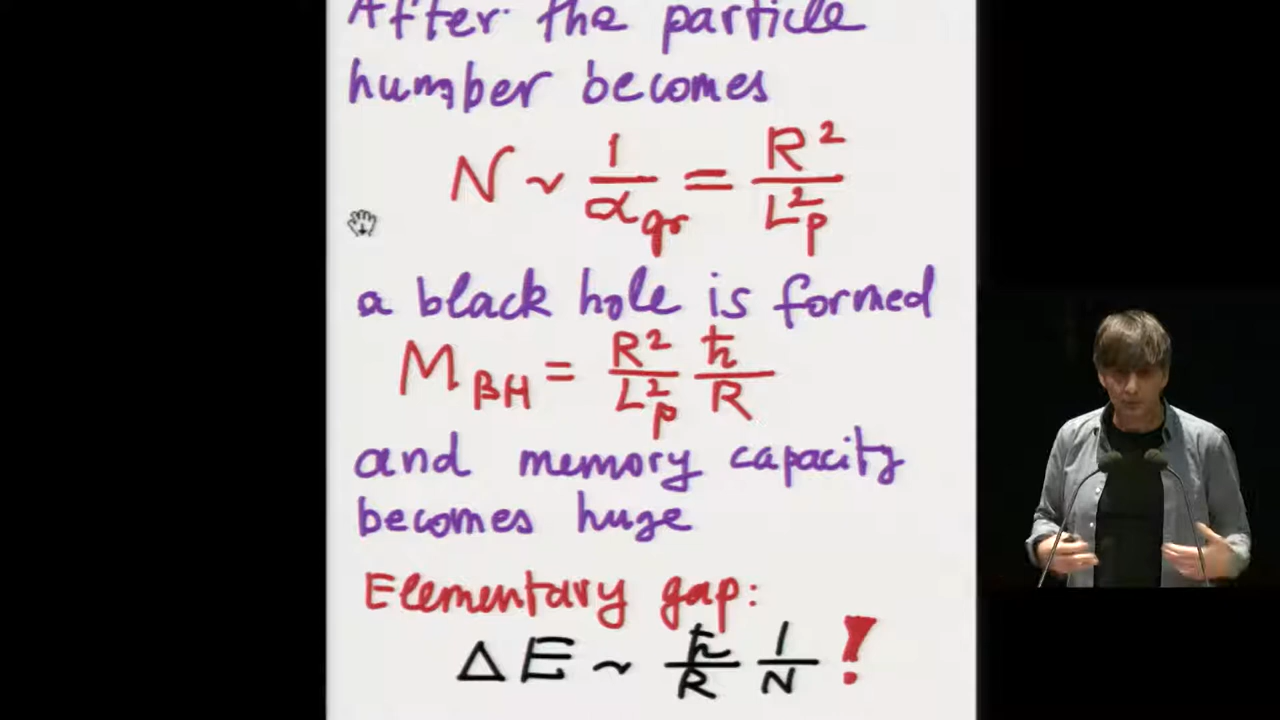 After the particle
number becomes
N ~ 1/α_gr = R²/L_p²
a black hole is formed
M_BH = R²/L_p² ħ/R
and memory capacity
becomes huge
Elementary gap:
ΔE ~ ħ/R 1/N !